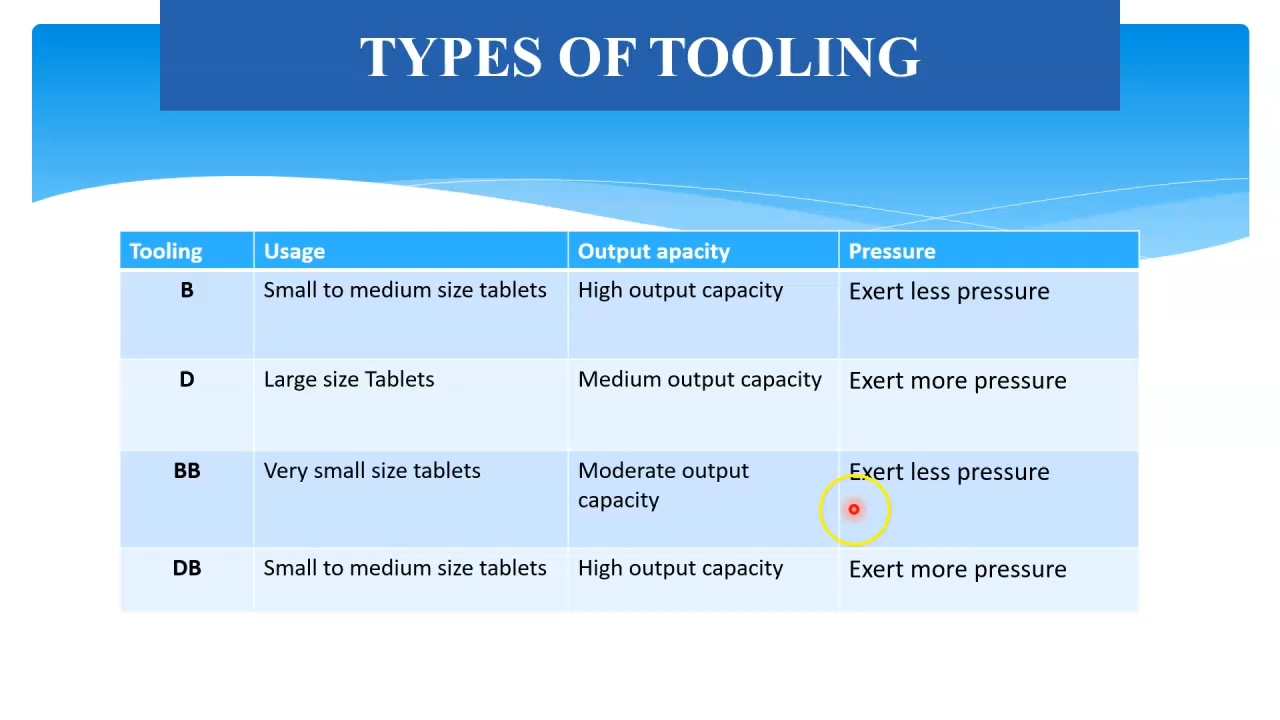 TYPES OF TOOLING
Tooling Usage Output apacity Pressure
B Small to medium size tablets High output capacity Exert less pressure
D Large size Tablets Medium output capacity Exert more pressure
BB Very small size tablets Moderate output capacity Exert less pressure
DB Small to medium size tablets High output capacity Exert more pressure